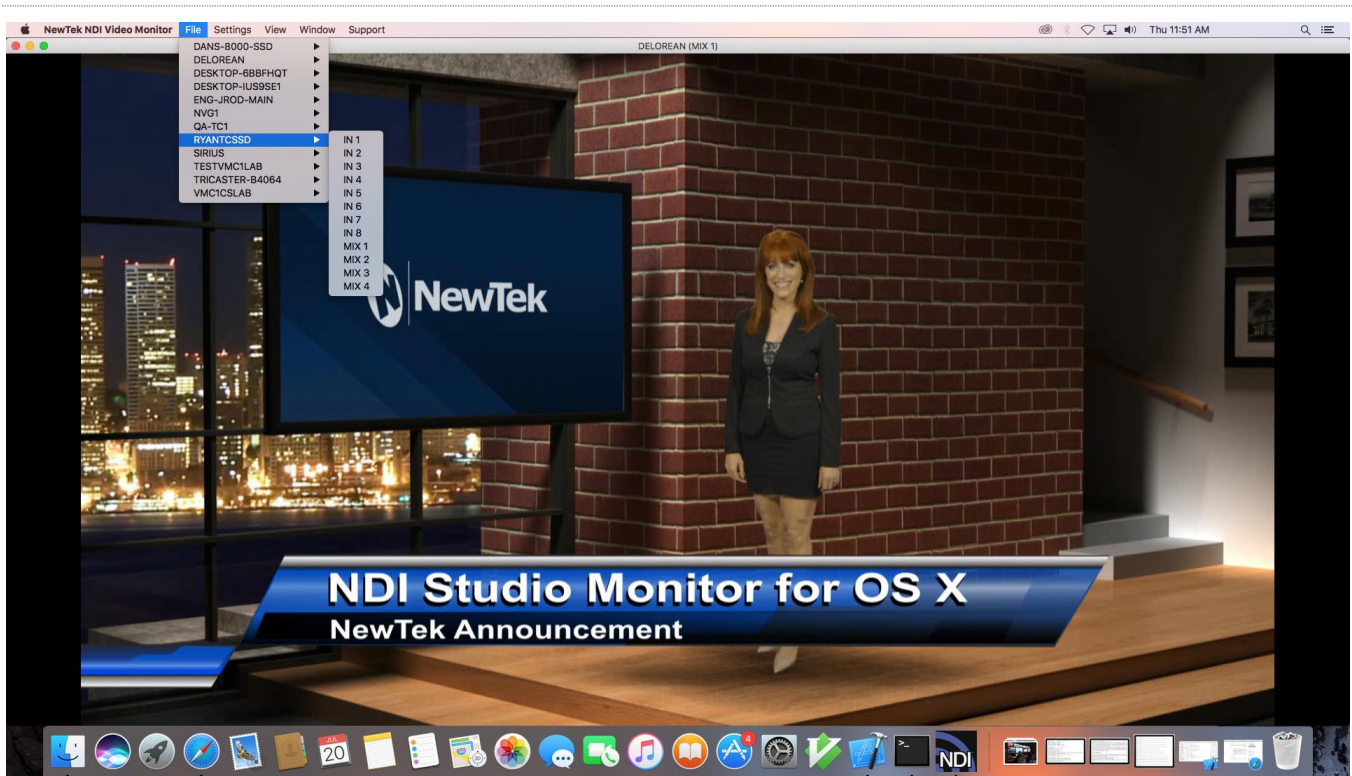 NewTek NDI Video Monitor File Settings View Window Support Thu 11:51 AM
DELOREAN (MIX 1)
DANS-8000-SSD
DELOREAN
DESKTOP-6BBFHQT
DESKTOP-IUS9SE1
ENG-JROD-MAIN
NVG1
QA-TC1
RYANTCSSD
SIRIUS
TESTVMC1LAB
TRICASTER-B4064
VMC1CSLAB
IN 1
IN 2
IN 3
IN 4
IN 5
IN 6
IN 7
IN 8
MIX 1
MIX 2
MIX 3
MIX 4
NewTek
NDI Studio Monitor for OS X
NewTek Announcement
JUL
20
4
NDI